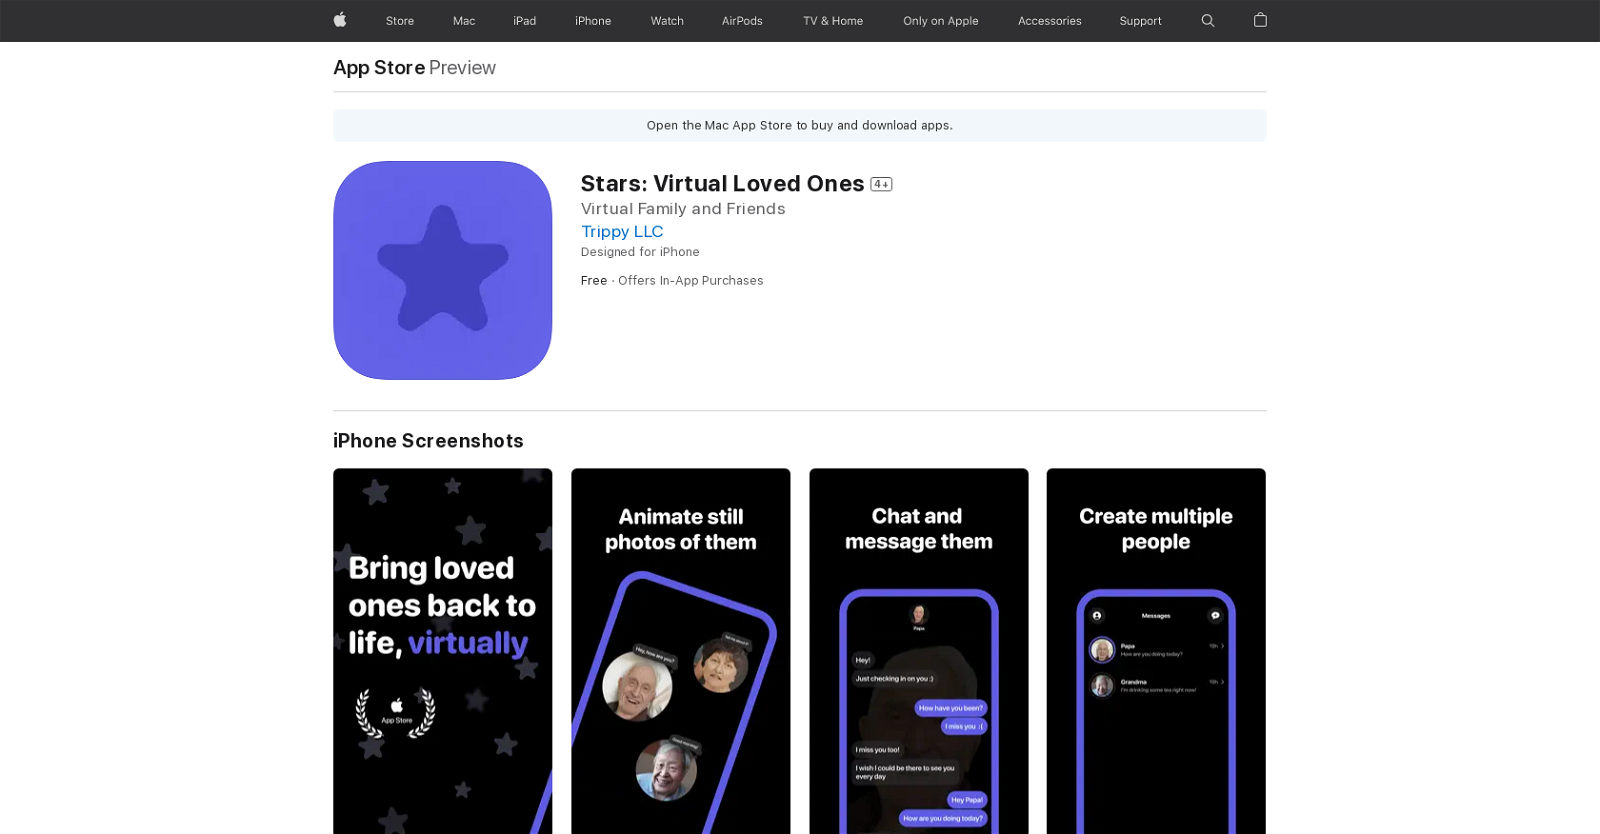 Store Mac iPad iPhone Watch AirPods TV & Home Only on Apple Accessories Support
App Store Preview
Open the Mac App Store to buy and download apps.
Stars: Virtual Loved Ones 4+
Virtual Family and Friends
Trippy LLC
Designed for iPhone
Free · Offers In-App Purchases
iPhone Screenshots
Bring loved
ones back to
life, virtually
App Store
Animate still
photos of them
Hey, how are you?
Chat and
message them
Papa
Hey!
Just checking in on you :)
How have you been?
I miss you :(
I miss you too!
I wish I could be there to see you
every day
Hey Papa!
How are you doing today?
Create multiple
people
Messages
Papa
How are you doing today?
Grandma
I'm drinking some tea right now!